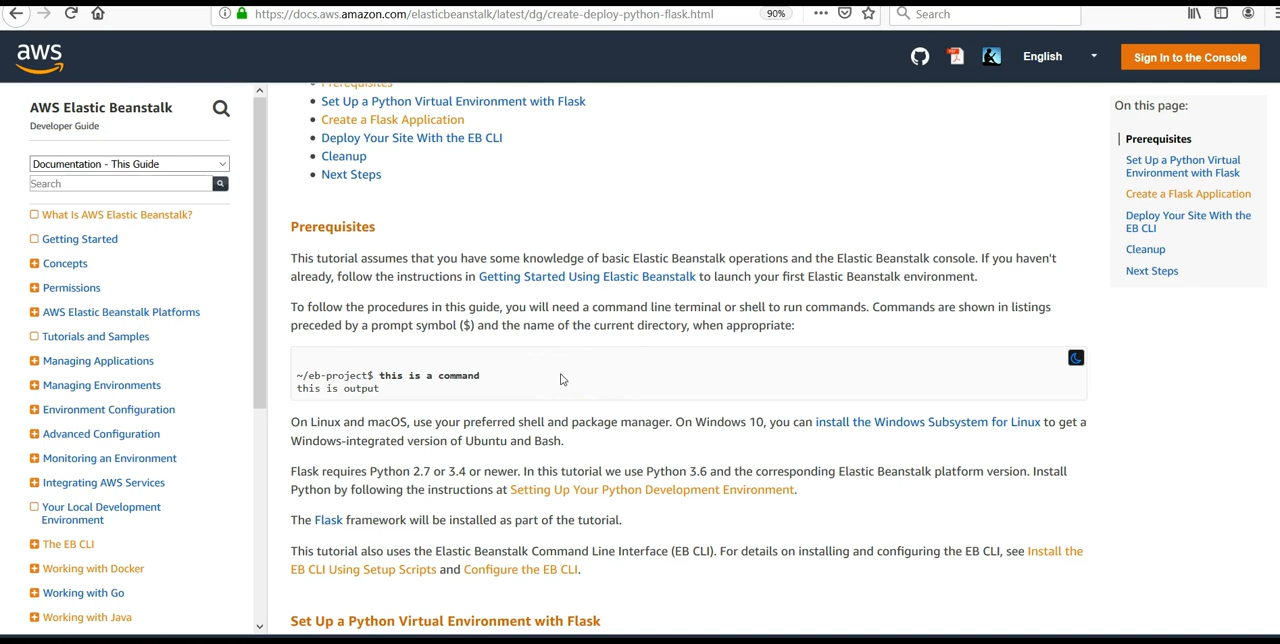 https://docs.aws.amazon.com/elasticbeanstalk/latest/dg/create-deploy-python-flask.html
90%
Search
aws
English
Sign In to the Console
AWS Elastic Beanstalk
Developer Guide
Documentation - This Guide
Search
What Is AWS Elastic Beanstalk?
Getting Started
Concepts
Permissions
AWS Elastic Beanstalk Platforms
Tutorials and Samples
Managing Applications
Managing Environments
Environment Configuration
Advanced Configuration
Monitoring an Environment
Integrating AWS Services
Your Local Development
Environment
The EB CLI
Working with Docker
Working with Go
Working with Java
Prerequisites
Set Up a Python Virtual Environment with Flask
Create a Flask Application
Deploy Your Site With the EB CLI
Cleanup
Next Steps
Prerequisites
This tutorial assumes that you have some knowledge of basic Elastic Beanstalk operations and the Elastic Beanstalk console. If you haven't
already, follow the instructions in Getting Started Using Elastic Beanstalk to launch your first Elastic Beanstalk environment.
To follow the procedures in this guide, you will need a command line terminal or shell to run commands. Commands are shown in listings
preceded by a prompt symbol ($) and the name of the current directory, when appropriate:
~/eb-project$ this is a command
this is output
On Linux and macOS, use your preferred shell and package manager. On Windows 10, you can install the Windows Subsystem for Linux to get a
Windows-integrated version of Ubuntu and Bash.
Flask requires Python 2.7 or 3.4 or newer. In this tutorial we use Python 3.6 and the corresponding Elastic Beanstalk platform version. Install
Python by following the instructions at Setting Up Your Python Development Environment.
The Flask framework will be installed as part of the tutorial.
This tutorial also uses the Elastic Beanstalk Command Line Interface (EB CLI). For details on installing and configuring the EB CLI, see Install the
EB CLI Using Setup Scripts and Configure the EB CLI.
Set Up a Python Virtual Environment with Flask
On this page:
Prerequisites
Set Up a Python Virtual
Environment with Flask
Create a Flask Application
Deploy Your Site With the
EB CLI
Cleanup
Next Steps